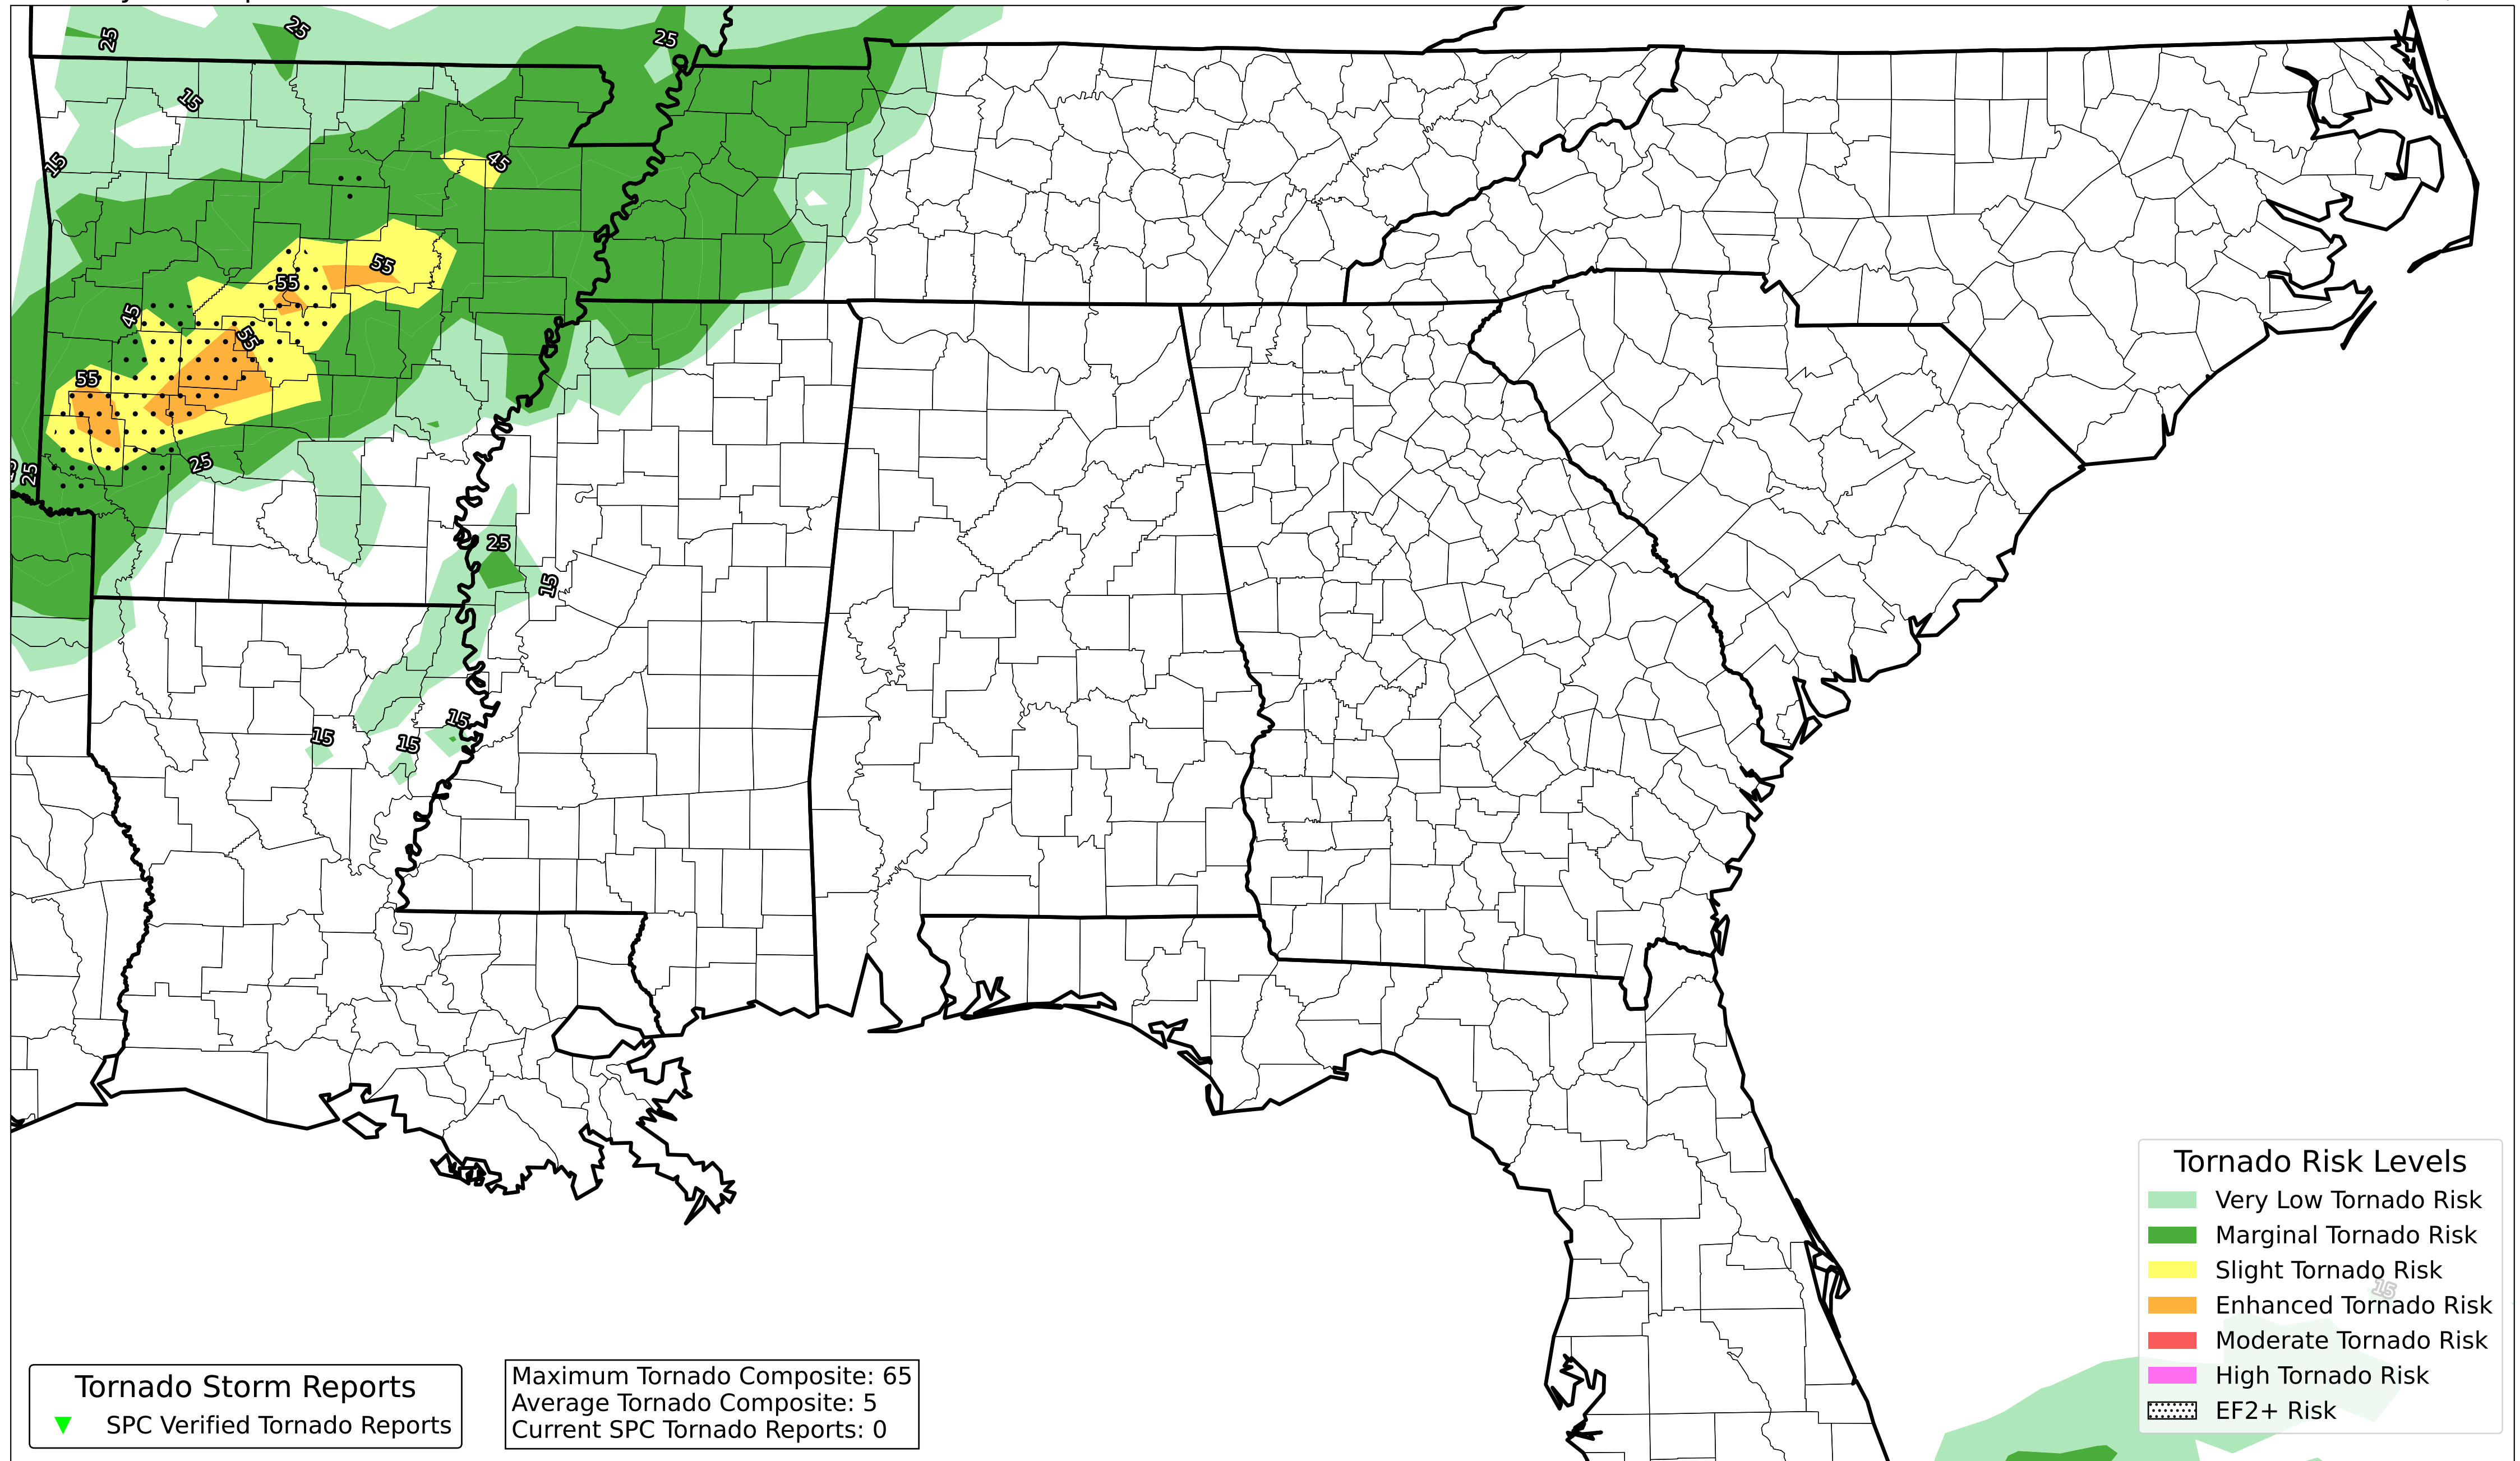 25
25
25
15
15
45
55
55
45
55
55
25
25
25
15
15
15
15
Tornado Risk Levels
Very Low Tornado Risk
Marginal Tornado Risk
Slight Tornado Risk
15
Enhanced Tornado Risk
Moderate Tornado Risk
High Tornado Risk
EF2+ Risk
Tornado Storm Reports
SPC Verified Tornado Reports
Maximum Tornado Composite: 65
Average Tornado Composite: 5
Current SPC Tornado Reports: 0